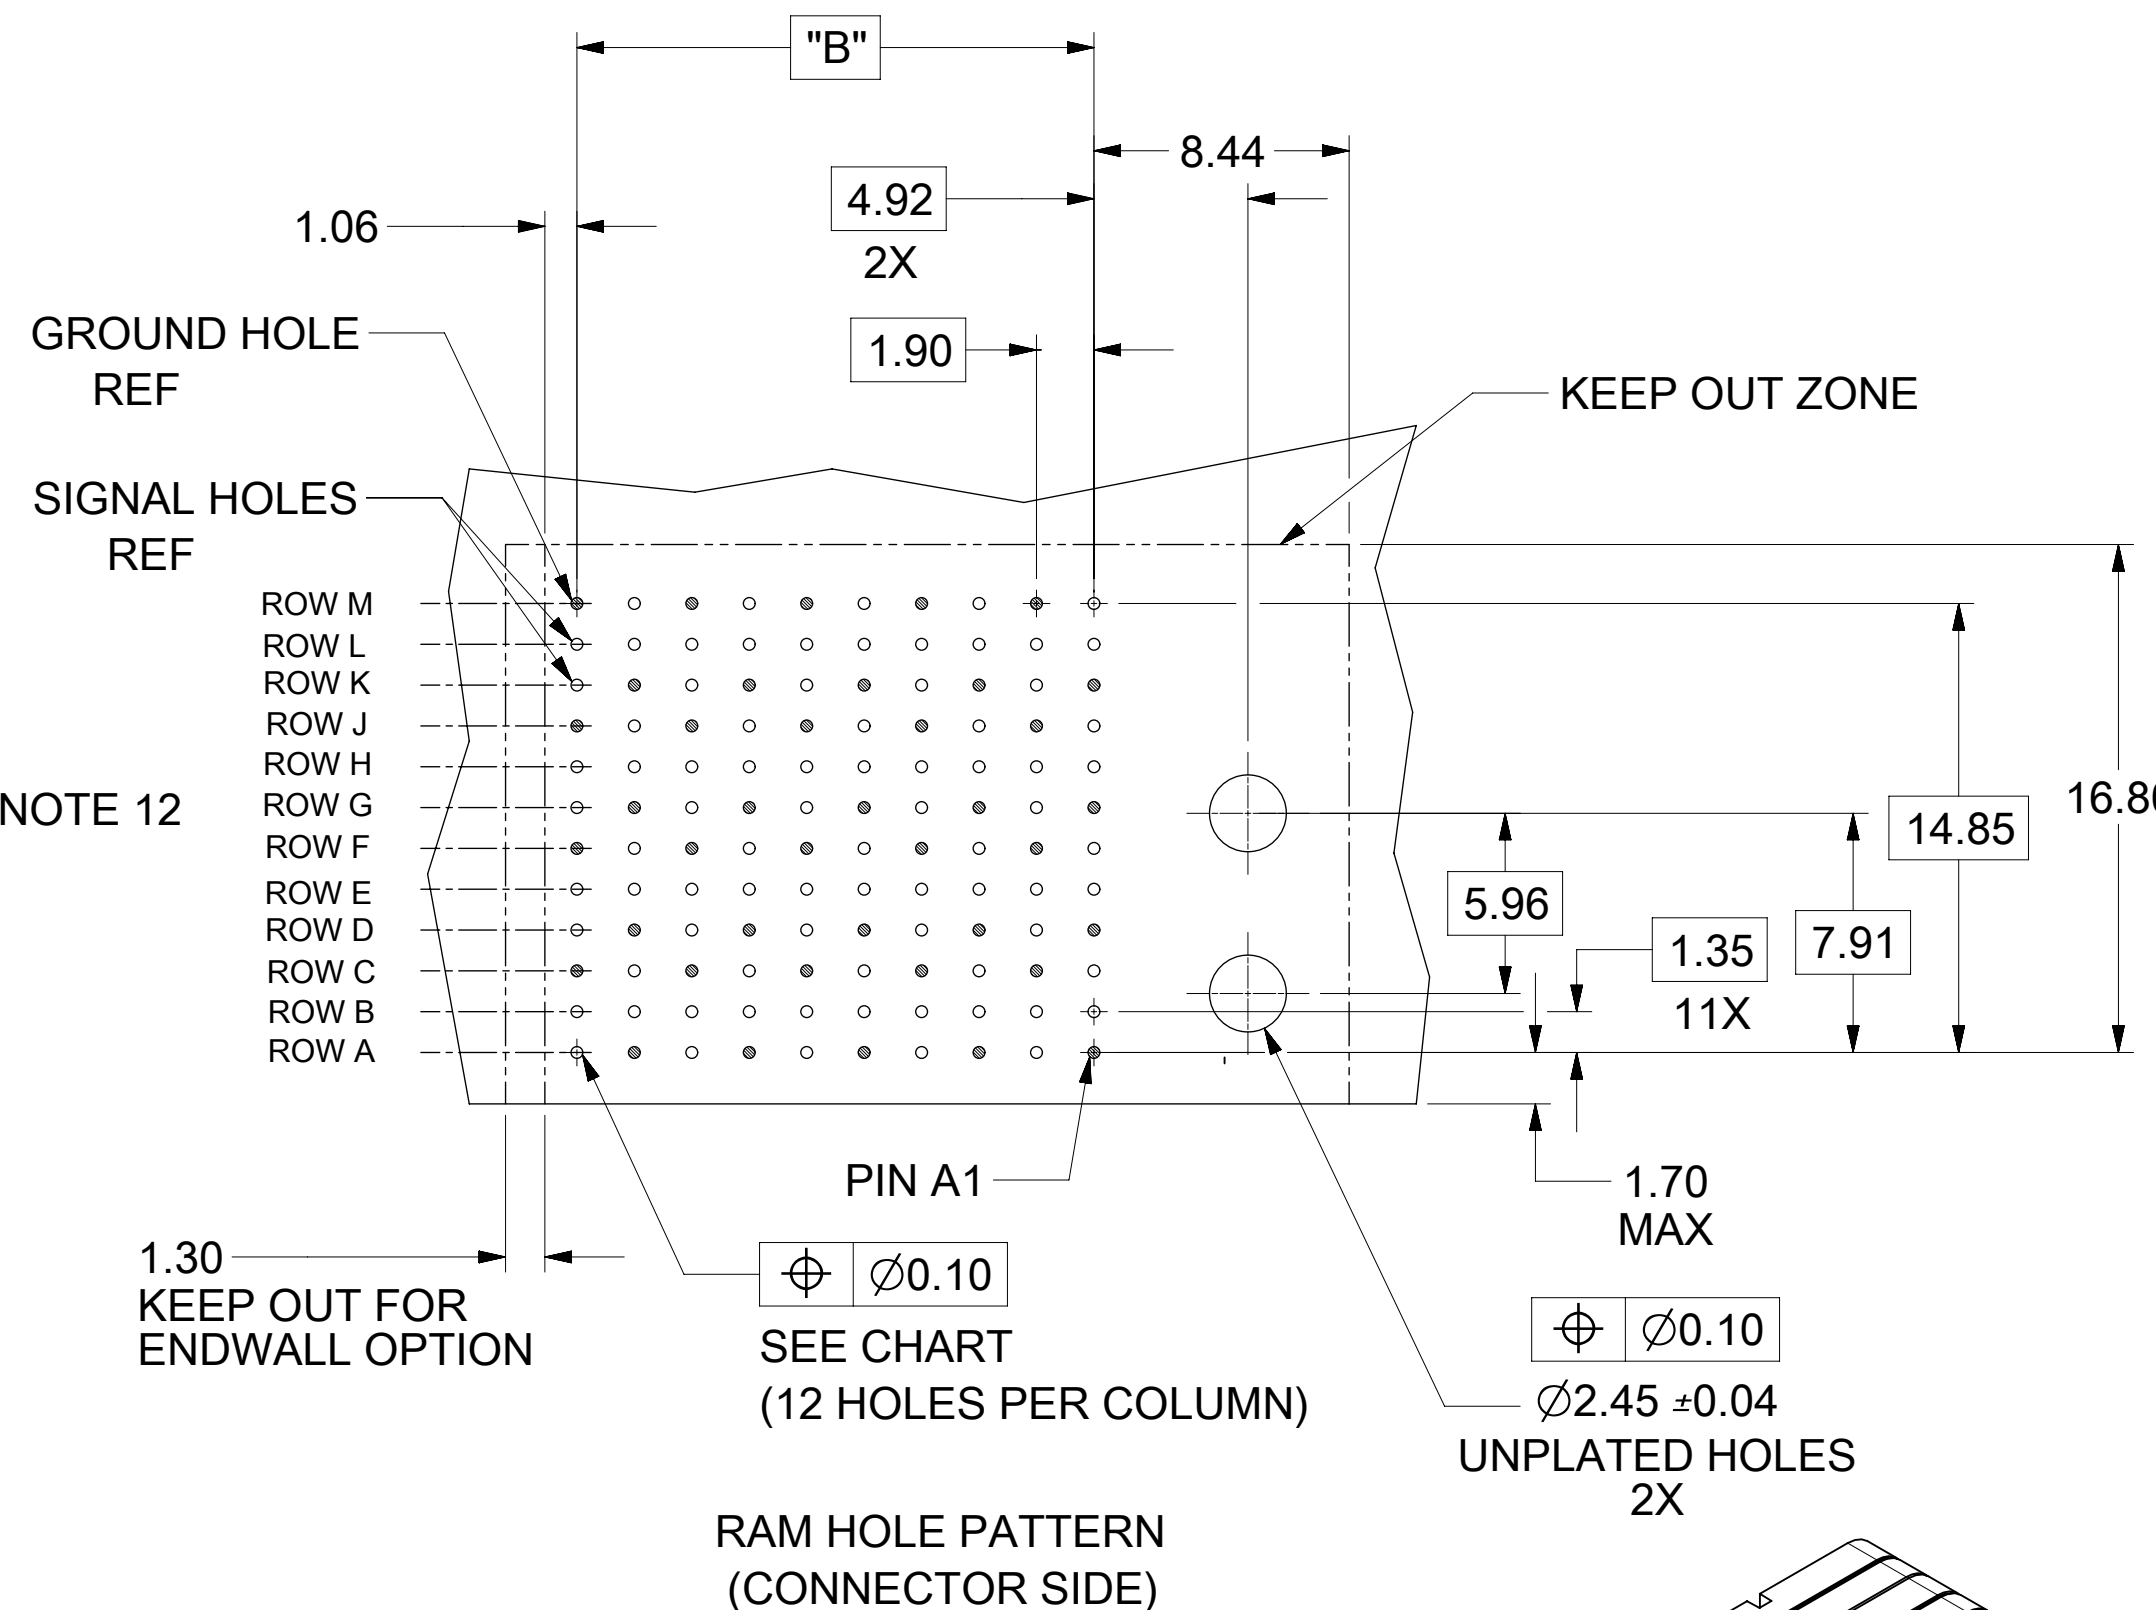 "B"
8.44
4.92
2X
1.06
1.90
GROUND HOLE
REF
KEEP OUT ZONE
SIGNAL HOLES
REF
ROW M
ROW L
ROW K
ROW J
ROW H
ROW G
ROW F
ROW E
ROW D
ROW C
ROW B
ROW A
NOTE 12
14.85
5.96
1.35
11X
7.91
PIN A1
1.70
MAX
1.30
KEEP OUT FOR
ENDWALL OPTION
⌖ ∅0.10
SEE CHART
(12 HOLES PER COLUMN)
⌖ ∅0.10
∅2.45 ±0.04
UNPLATED HOLES
2X
RAM HOLE PATTERN
(CONNECTOR SIDE)